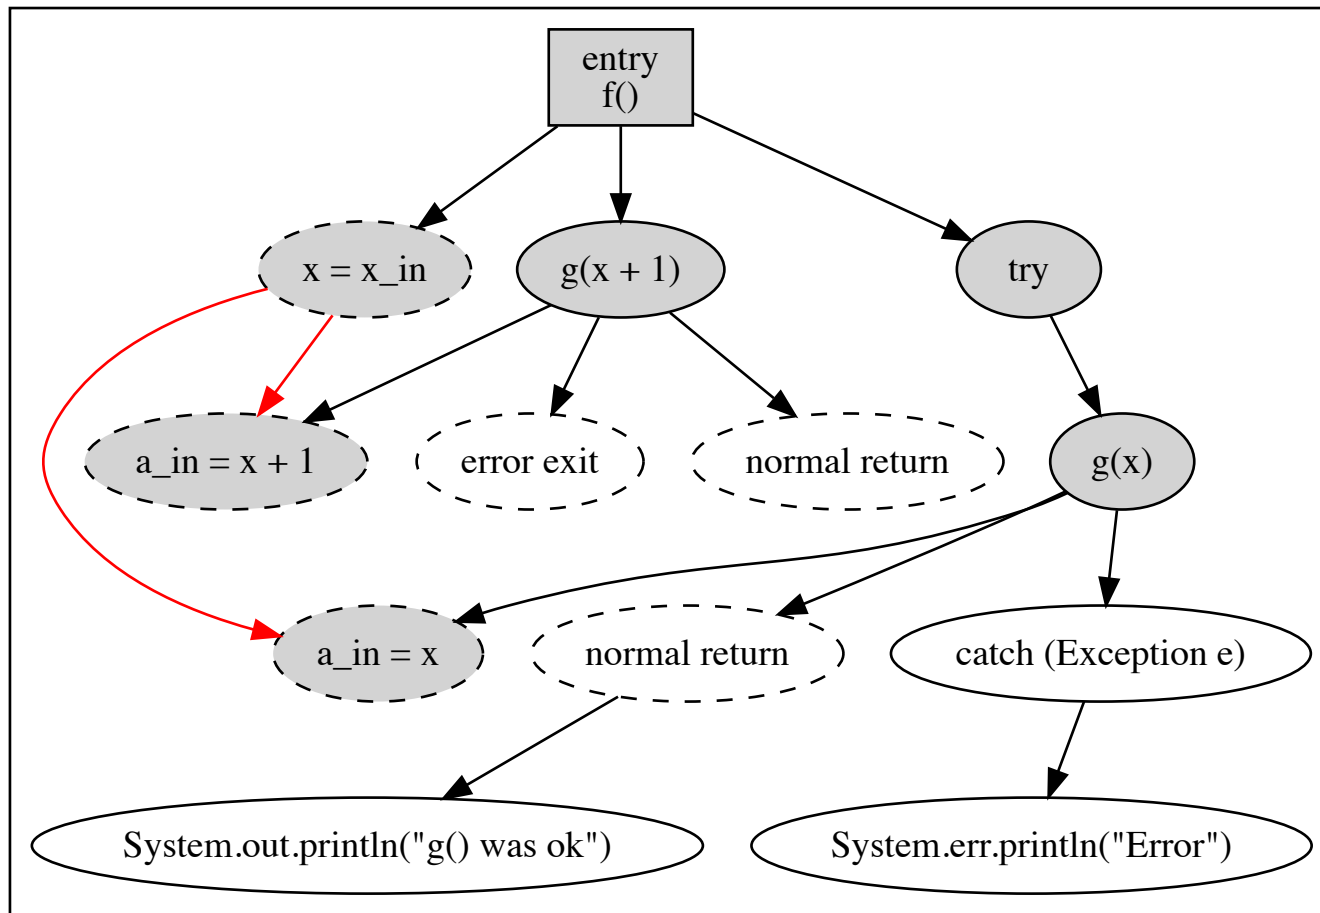 entry
f()
x = x_in
g(x + 1)
try
a_in = x + 1
error exit
normal return
g(x)
a_in = x
normal return
catch (Exception e)
System.out.println("g() was ok")
System.err.println("Error")